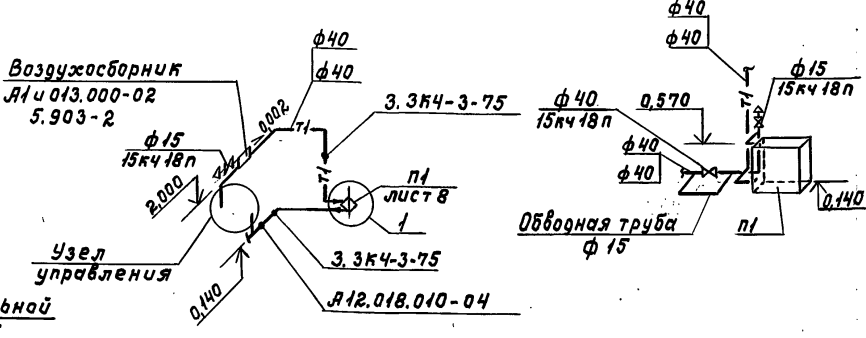 ф40
ф40
Воздухосборник
А1и013.000-02
5.903-2
0,002
т1
3.3К4-3-75
ф15
15кч18п
т1
2,000
п1
лист 8
1
Узел
управления
3.3К4-3-75
0,140
А12.018.010-04
ьной
ф40
ф40
т1
ф15
15кч18п
ф40
15кч18п
0,570
ф40
ф40
0,140
Обводная труба
ф15
п1